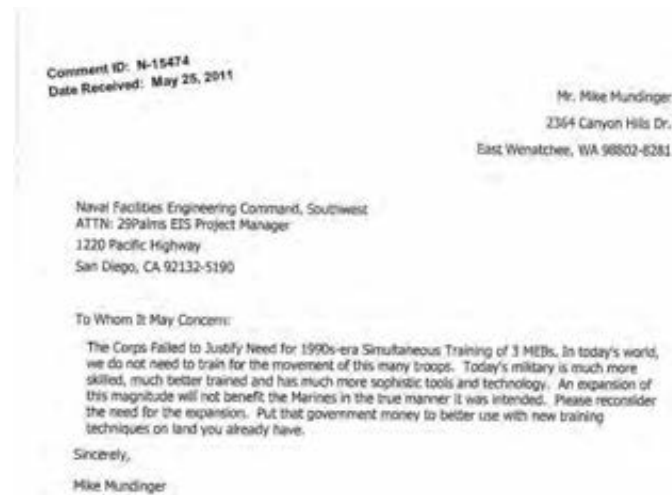 Comment ID: N-15474
Date Received: May 25, 2011
Mr. Mike Mundinger
2364 Canyon Hills Dr.
East Wenatchee, WA 98802-8281
Naval Facilities Engineering Command, Southwest
ATTN: 29Palms EIS Project Manager
1220 Pacific Highway
San Diego, CA 92132-5190
To Whom It May Concern:
The Corps Failed to Justify Need for 1990s-era Simultaneous Training of 3 MEBs. In today's world,
we do not need to train for the movement of this many troops. Today's military is much more
skilled, much better trained and has much more sophistic tools and technology. An expansion of
this magnitude will not benefit the Marines in the true manner it was intended. Please reconsider
the need for the expansion. Put that government money to better use with new training
techniques on land you already have.
Sincerely,
Mike Mundinger